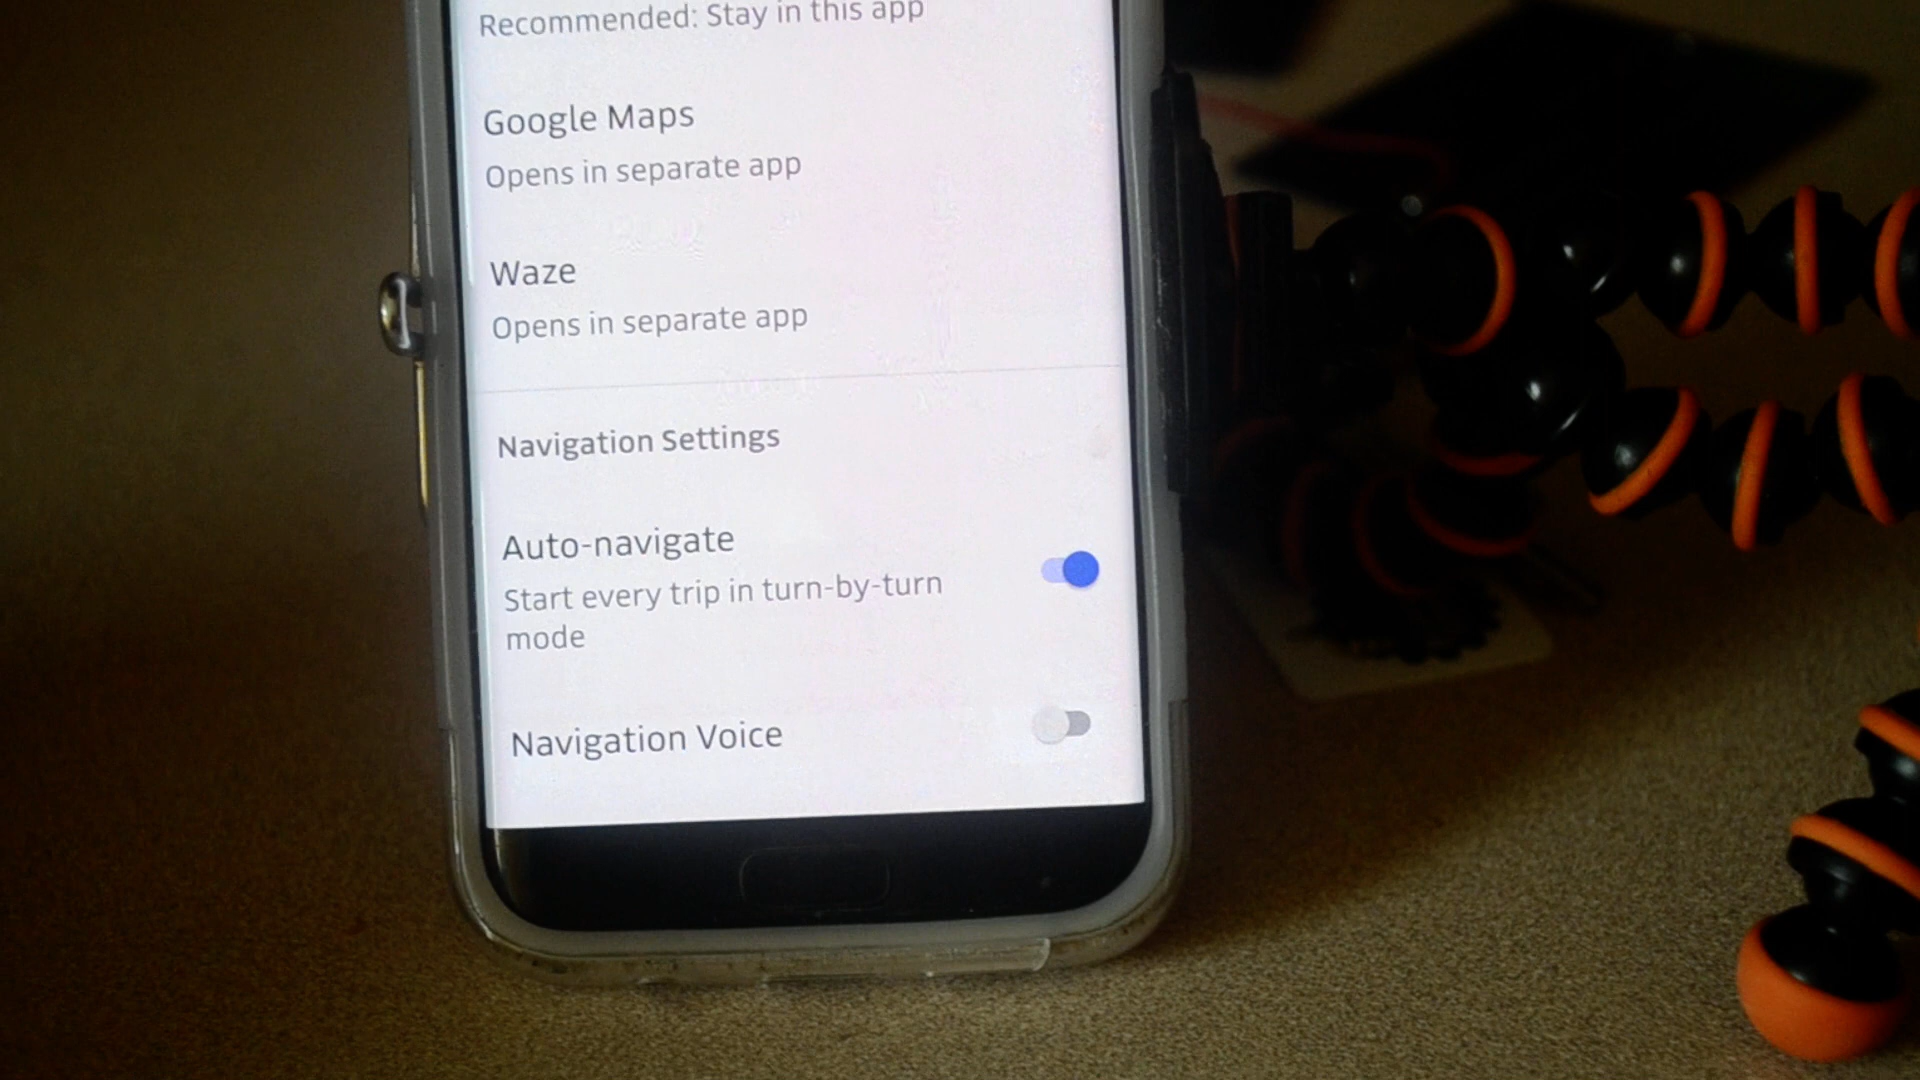 Recommended: Stay in this app
Google Maps
Opens in separate app
Waze
Opens in separate app
Navigation Settings
Auto-navigate
Start every trip in turn-by-turn
mode
Navigation Voice